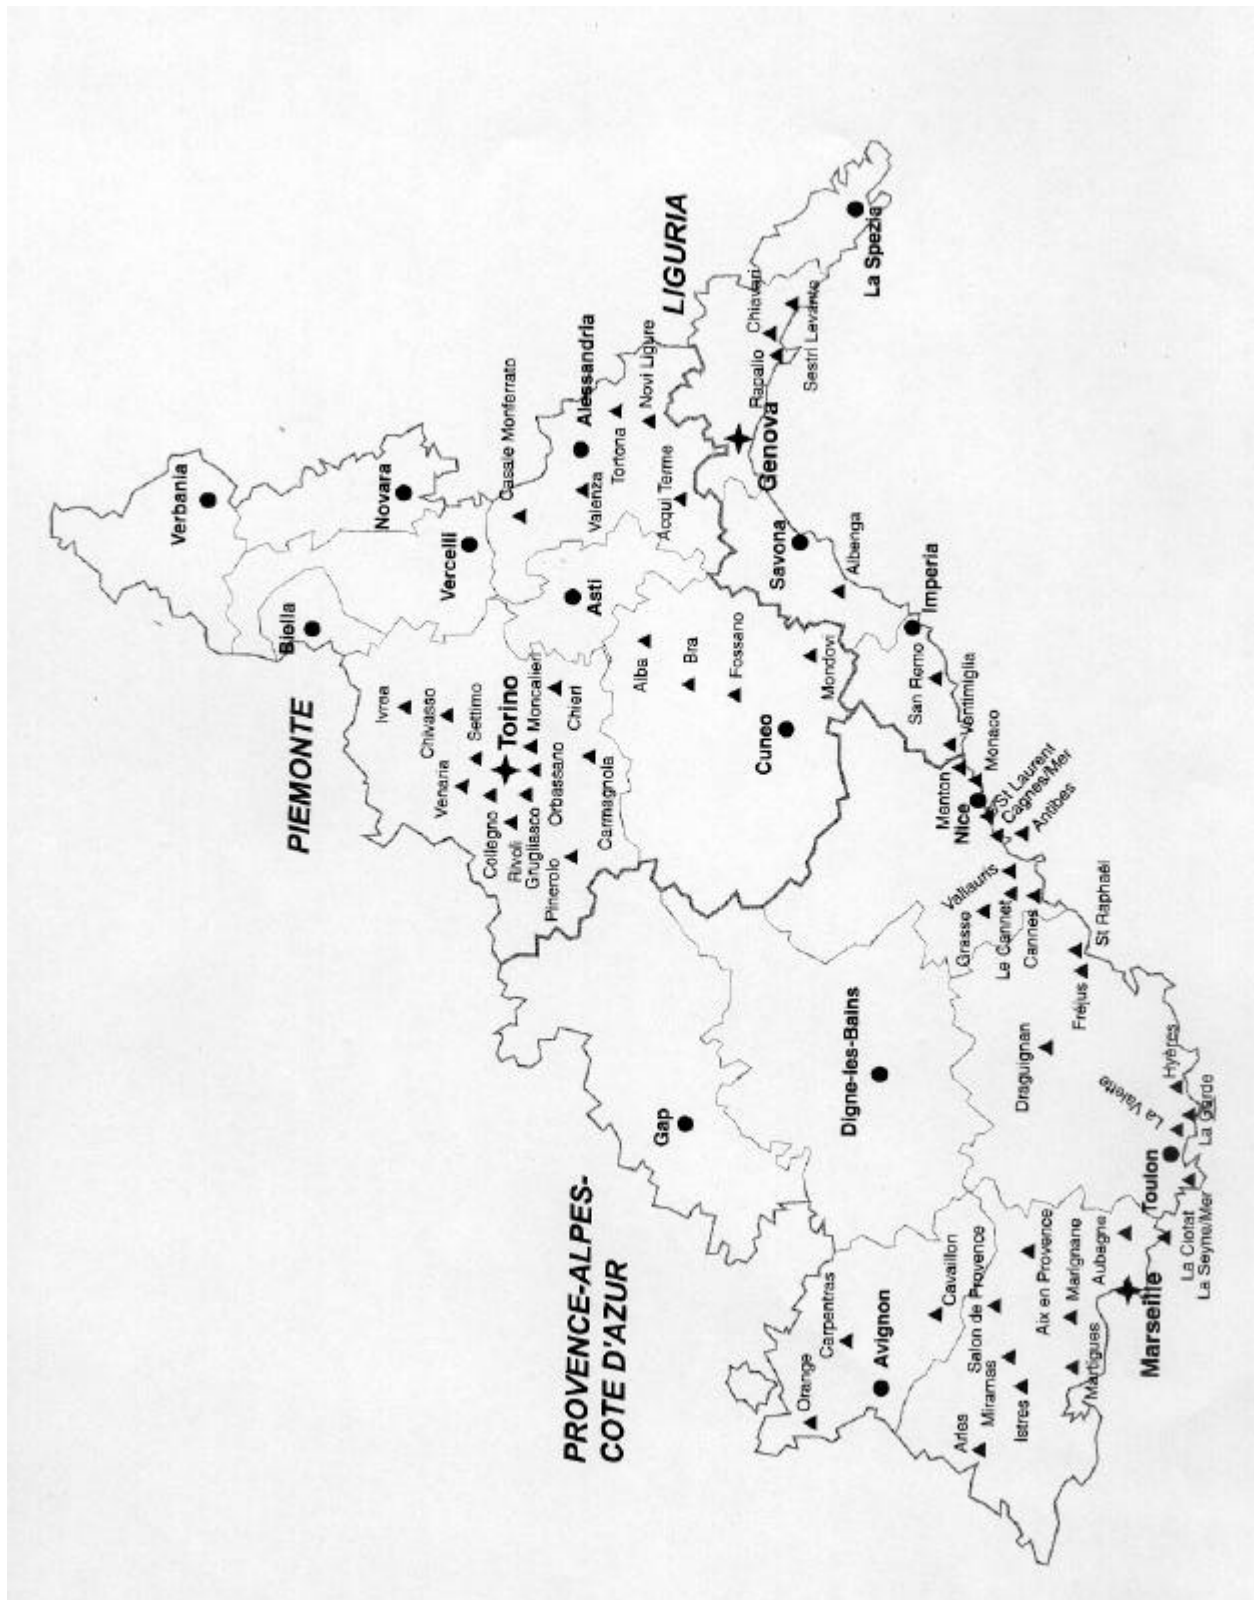 PIEMONTE
Verbania
Biella
Novara
Vercelli
Ivrea
Chivasso
Settimo
Venaria
Torino
Collegno
Rivoli
Grugliasco
Moncalieri
Orbassano
Chieri
Pinerolo
Carmagnola
Casale Monferrato
Asti
Alessandria
Valenza
Tortona
Novi Ligure
Acqui Terme
Alba
Bra
Fossano
Cuneo
Mondovi
LIGURIA
Genova
Rapallo
Chiavari
Sestri Levante
La Spezia
Savona
Albenga
Imperia
San Remo
Ventimiglia
PROVENCE-ALPES-
COTE D'AZUR
Menton
Monaco
Nice
St Laurent
Cagnes/Mer
Antibes
Vallauris
Grasse
Le Cannet
Cannes
St Raphaël
Fréjus
Draguignan
Gap
Digne-les-Bains
Hyères
La Valette
La Garde
Toulon
La Seyne/Mer
La Ciotat
Aubagne
Marseille
Marignane
Aix en Provence
Martigues
Salon de Provence
Miramas
Istres
Arles
Cavaillon
Avignon
Carpentras
Orange